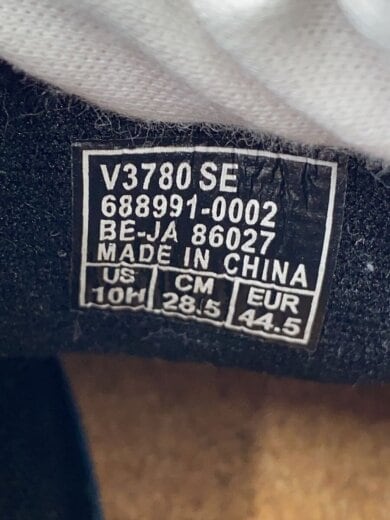 V3780 SE
688991-0002
BE-JA 86027
MADE IN CHINA
US CM EUR
10H 28.5 44.5